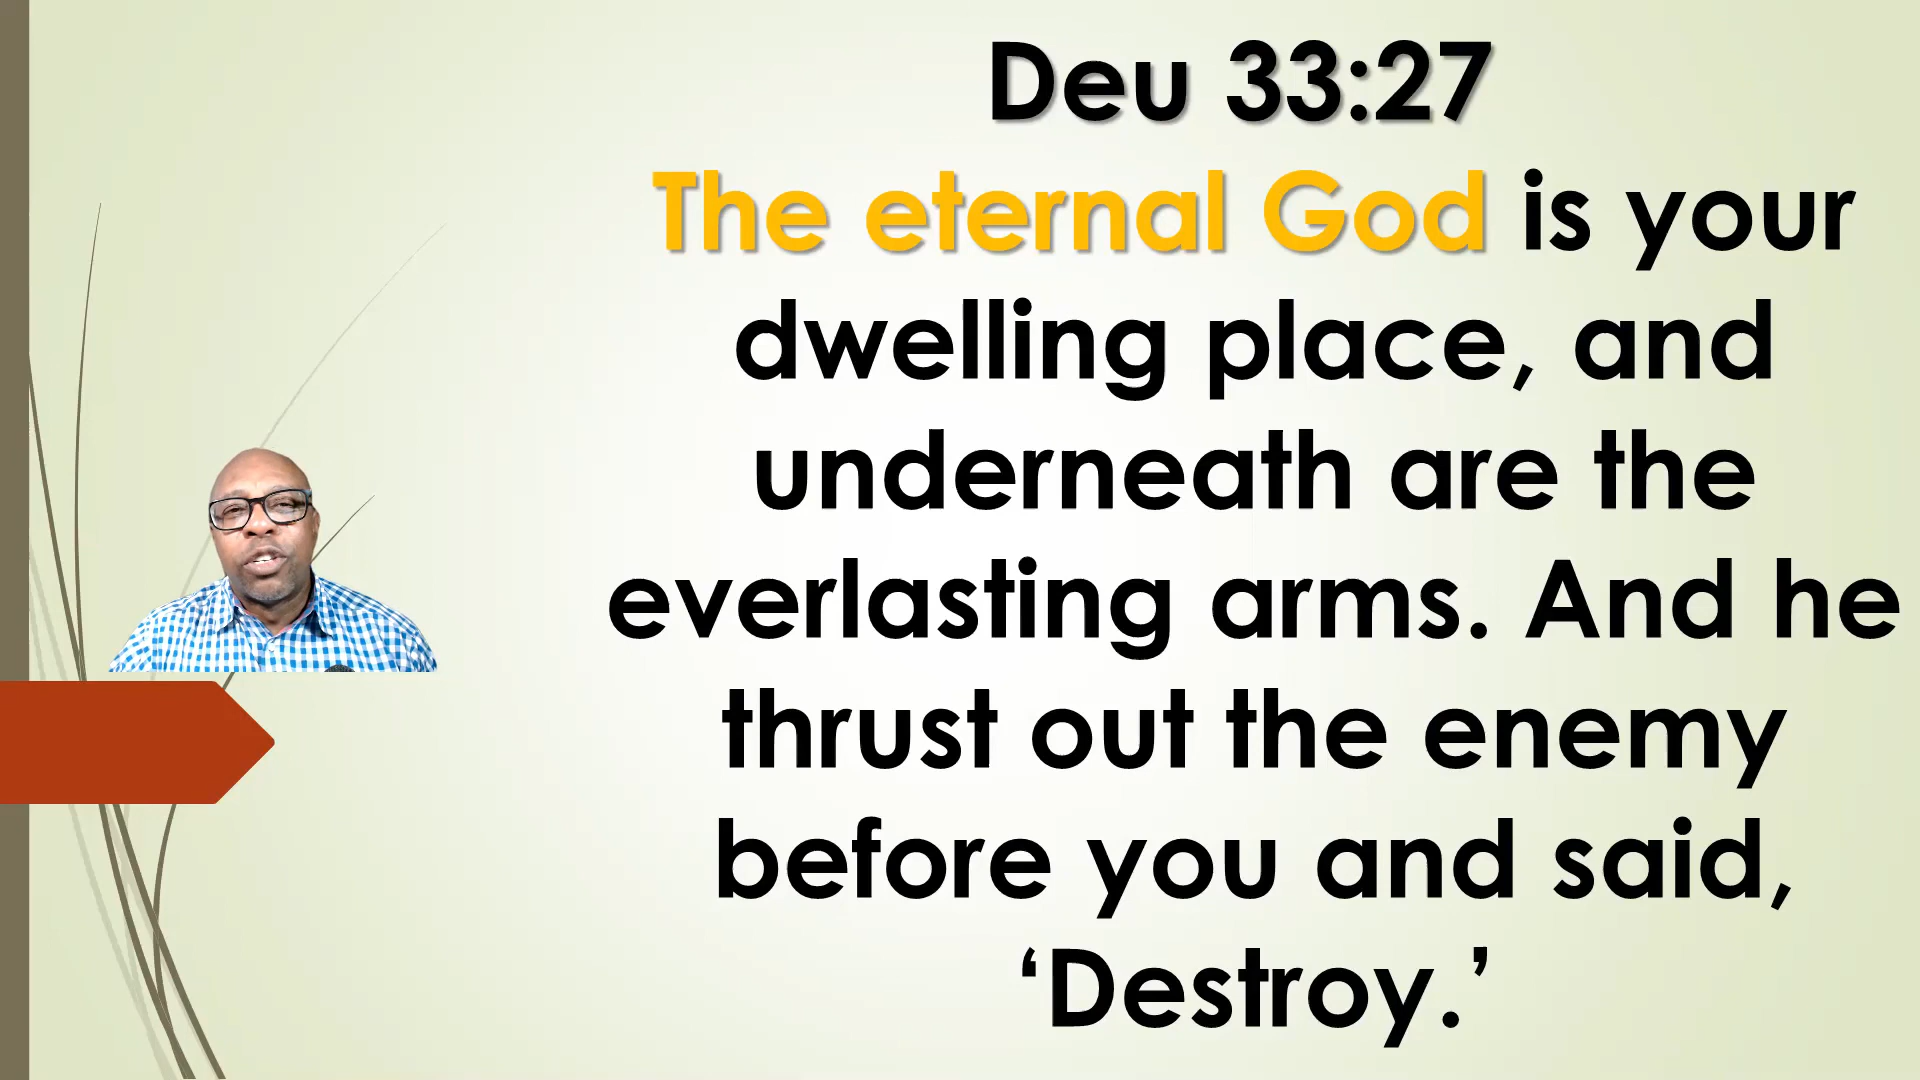 Deu 33:27
The eternal God is your
dwelling place, and
underneath are the
everlasting arms. And he
thrust out the enemy
before you and said,
‘Destroy.’